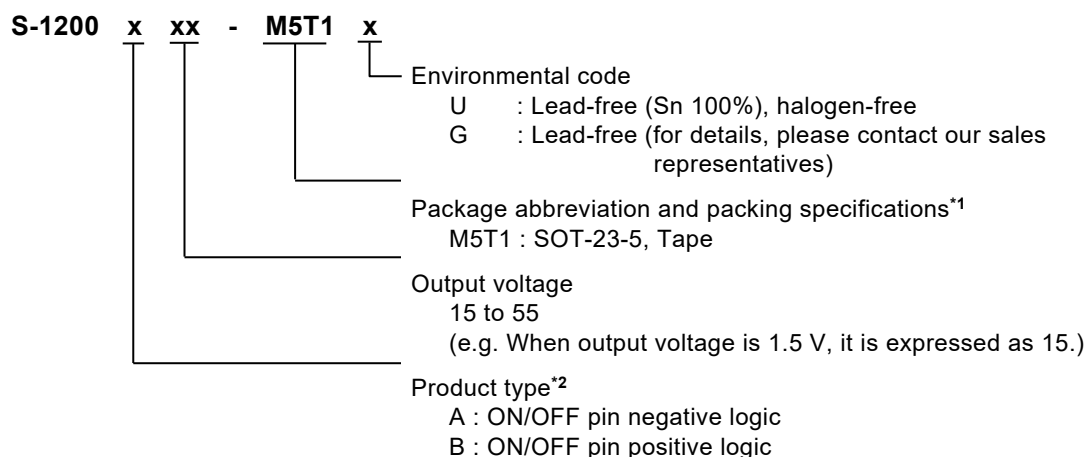 S-1200 x xx - M5T1 x
Environmental code
U : Lead-free (Sn 100%), halogen-free
G : Lead-free (for details, please contact our sales
representatives)
Package abbreviation and packing specifications*1
M5T1 : SOT-23-5, Tape
Output voltage
15 to 55
(e.g. When output voltage is 1.5 V, it is expressed as 15.)
Product type*2
A : ON/OFF pin negative logic
B : ON/OFF pin positive logic